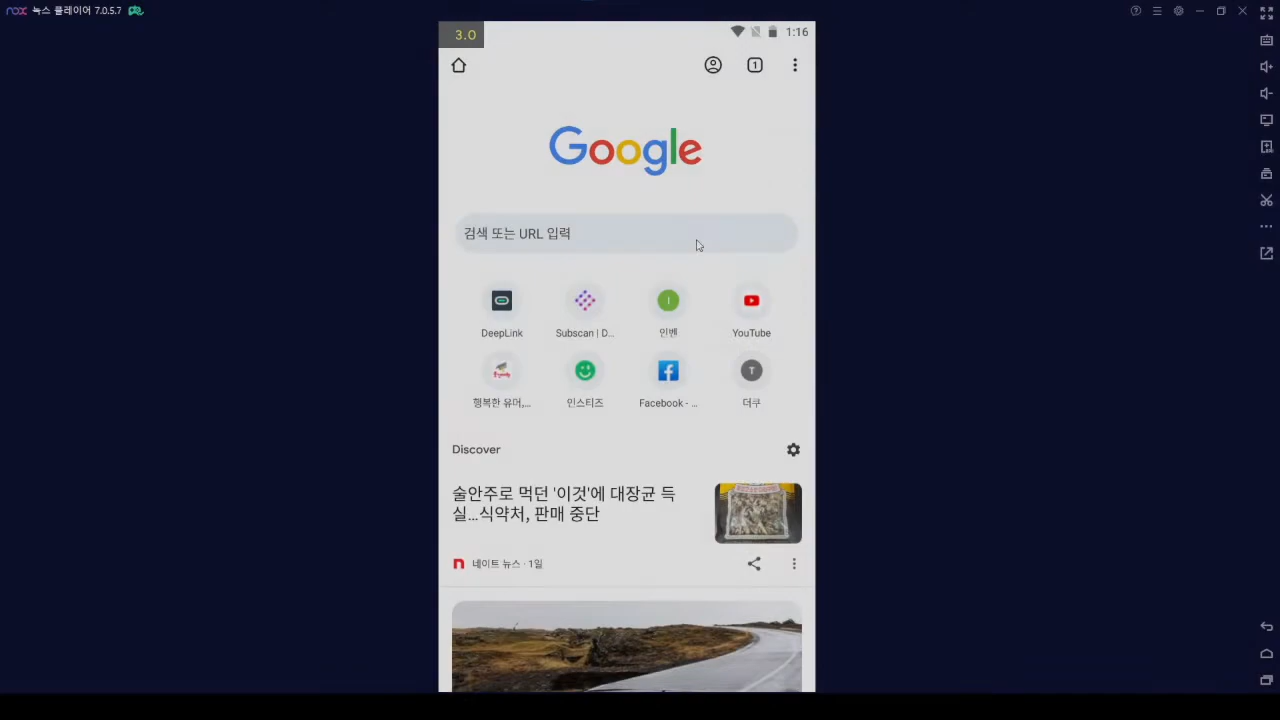 nox 녹스 플레이어 7.0.5.7
3.0
1:16
1
Google
검색 또는 URL 입력
DeepLink
Subscan | D...
인벤
YouTube
행복한 유머,...
인스티즈
Facebook - ...
T
더쿠
Discover
술안주로 먹던 '이것'에 대장균 득
실...식약처, 판매 중단
네이트 뉴스 · 1일